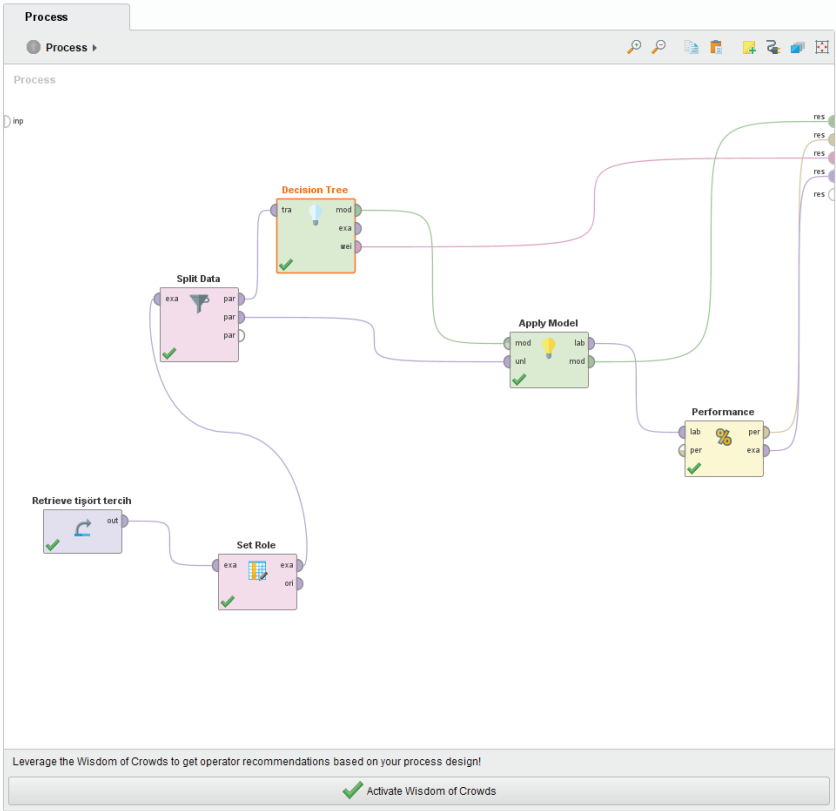 Process
Process
Process
inp
res
res
res
res
res
Decision Tree
tra
mod
exa
wei
Split Data
exa
par
par
par
Apply Model
mod
lab
unl
mod
Performance
lab
per
per
exa
Retrieve tişört tercih
out
Set Role
exa
exa
ori
Leverage the Wisdom of Crowds to get operator recommendations based on your process design!
Activate Wisdom of Crowds